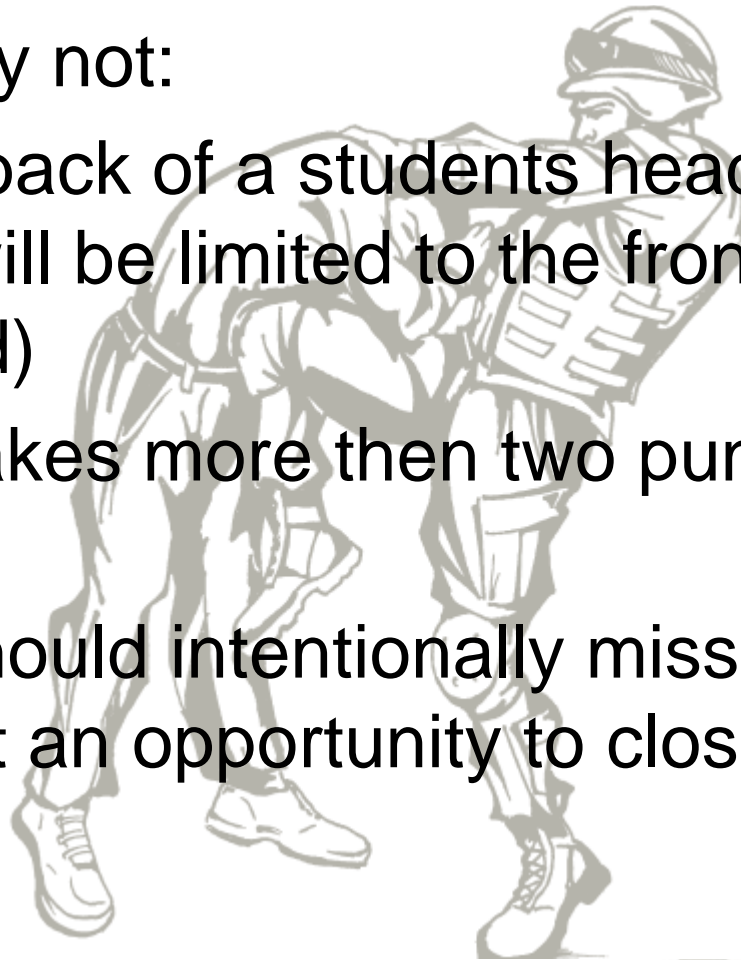 y not:
back of a students head
ill be limited to the fron
d)
akes more then two pun
hould intentionally miss
t an opportunity to clos